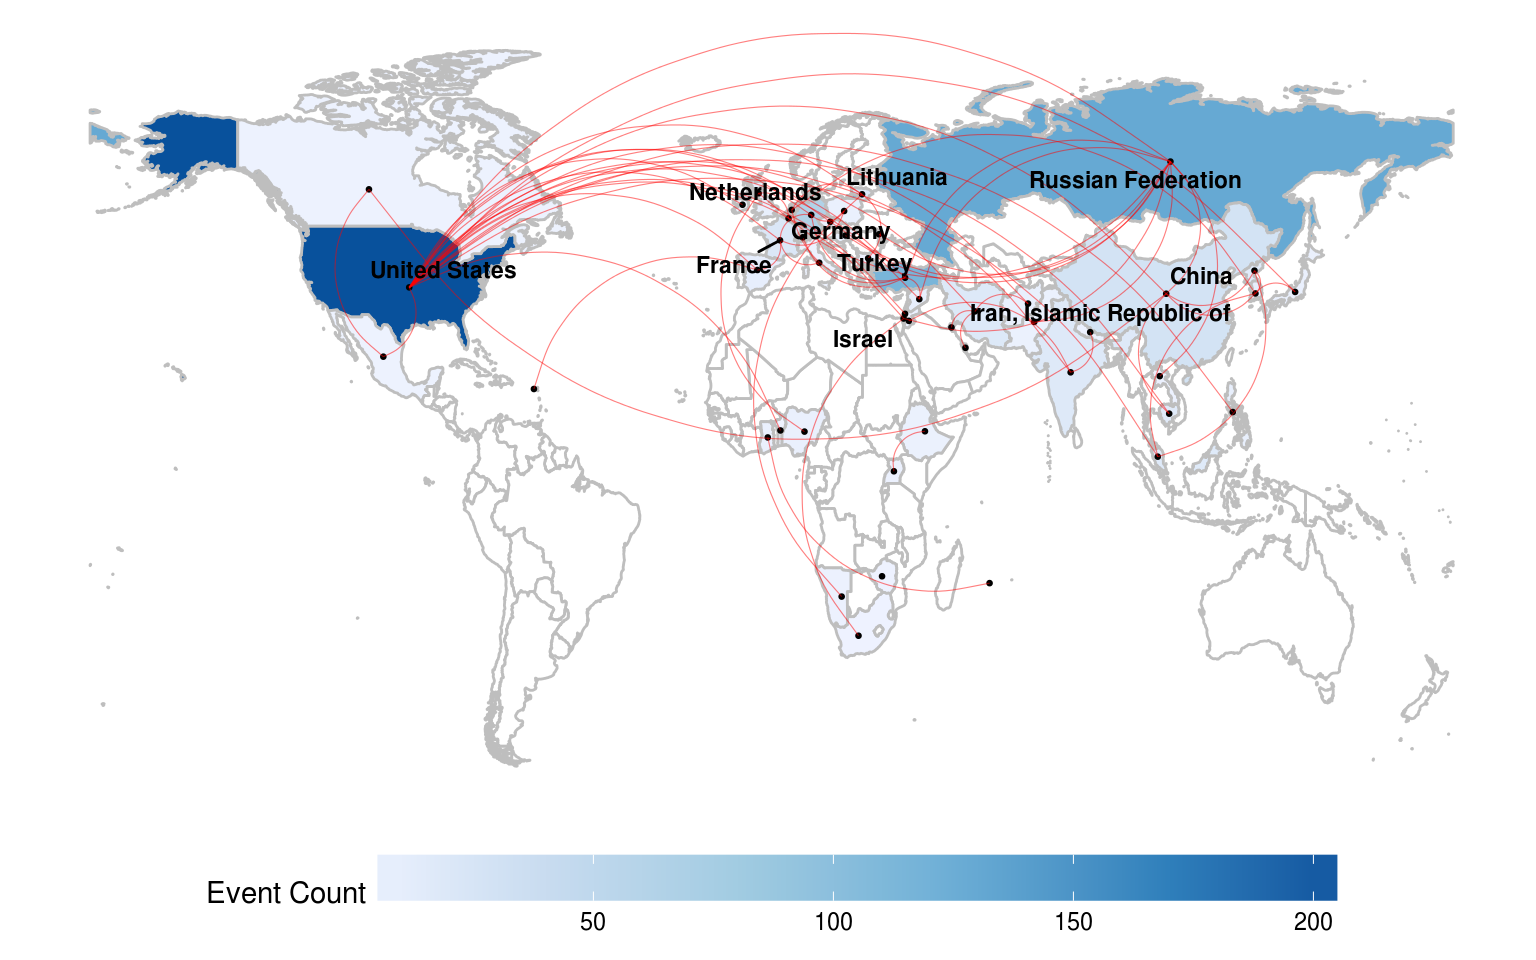 Lithuania
Netherlands
Russian Federation
Germany
France
Turkey
United States
China
Iran, Islamic Republic of
Israel
Event Count
50
100
150
200